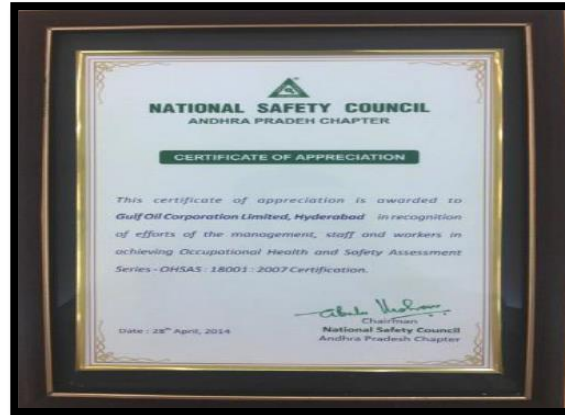 NATIONAL SAFETY COUNCIL
ANDHRA PRADEH CHAPTER
CERTIFICATE OF APPRECIATION
This certificate of appreciation is awarded to
Gulf Oil Corporation Limited, Hyderabad in recognition
of efforts of the management, staff and workers in
achieving Occupational Health and Safety Assessment
Series - OHSAS : 18001 : 2007 Certification.
Chairman
Date : 28th April, 2014
National Safety Council
Andhra Pradesh Chapter